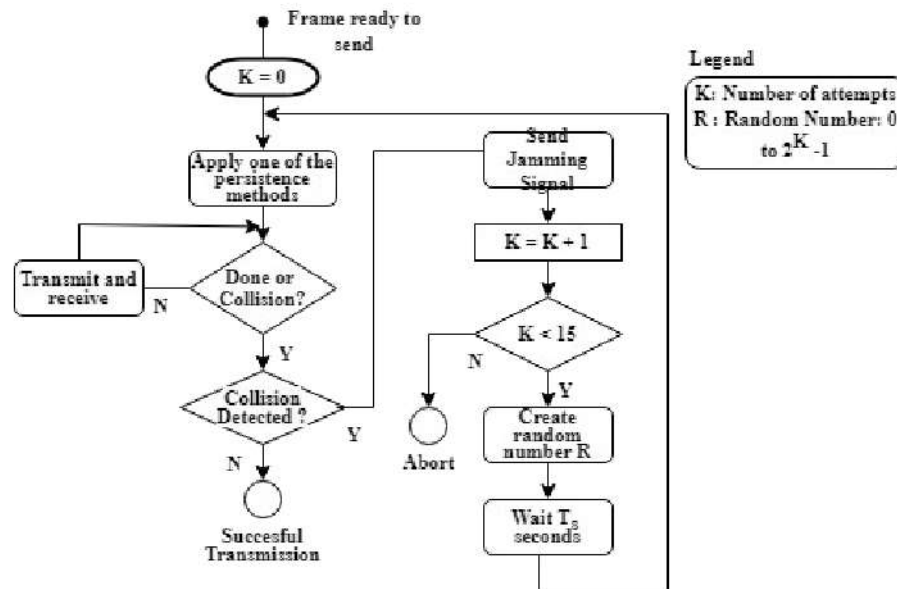 Frame ready to
send
K = 0
Apply one of the
persistence
methods
Transmit and
receive
N
Done or
Collision?
Y
Collision
Detected ?
Y
N
Succesful
Transmission
Send
Jamming
Signal
K = K + 1
K < 15
N
Y
Abort
Create
random
number R
Wait T_s
seconds
Legend
K: Number of attempts
R : Random Number: 0
to 2^K -1